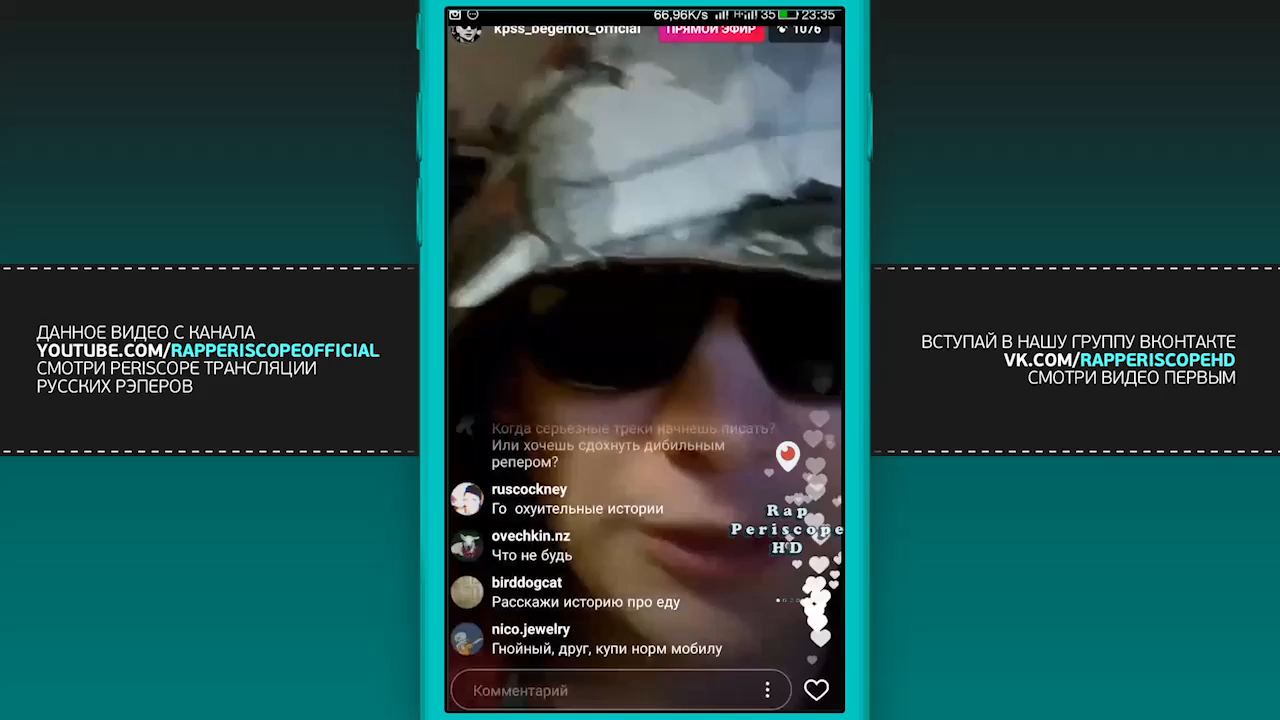 66,96K/s 35 23:35
kpss_begemot_official ПРЯМОЙ ЭФИР 1076
ДАННОЕ ВИДЕО С КАНАЛА
YOUTUBE.COM/RAPPERISCOPEOFFICIAL
СМОТРИ PERISCOPE ТРАНСЛЯЦИИ
РУССКИХ РЭПЕРОВ
ВСТУПАЙ В НАШУ ГРУППУ ВКОНТАКТЕ
VK.COM/RAPPERISCOPEHD
СМОТРИ ВИДЕО ПЕРВЫМ
Когда серьезные треки начнешь писать?
Или хочешь сдохнуть дибильным
репером?
ruscockney
Го охуительные истории
ovechkin.nz
Что не будь
birddogcat
Расскажи историю про еду
nico.jewelry
Гнойный, друг, купи норм мобилу
Rap
Periscope
HD
Комментарий